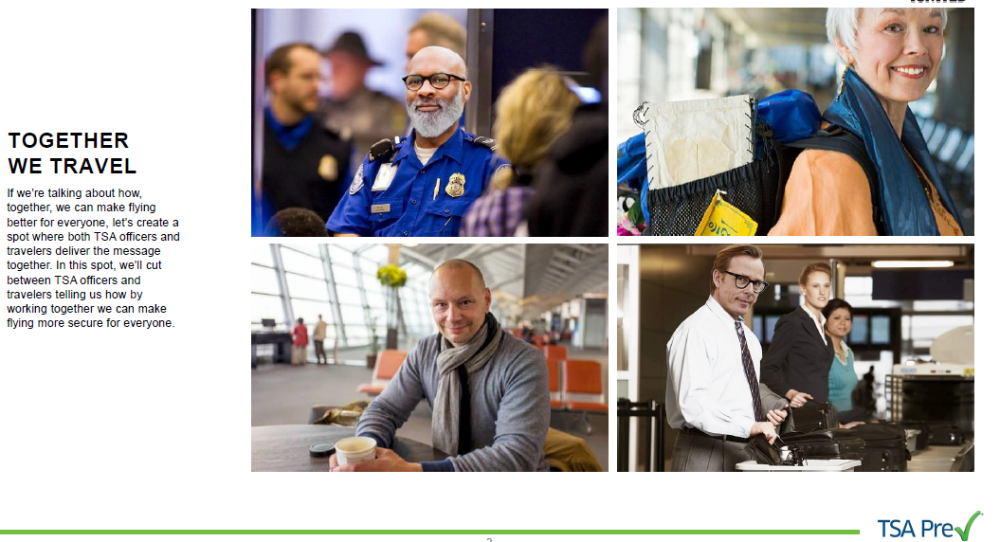 TOGETHER
WE TRAVEL
If we're talking about how,
together, we can make flying
better for everyone, let's create a
spot where both TSA officers and
travelers deliver the message
together. In this spot, we'll cut
between TSA officers and
travelers telling us how by
working together we can make
flying more secure for everyone.
TSA Pre